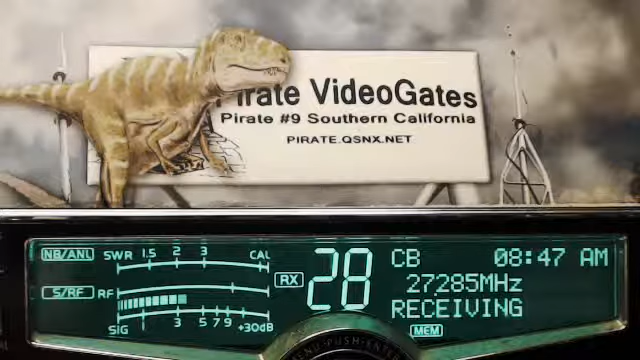 Pirate VideoGates
Pirate #9 Southern California
PIRATE.QSNX.NET
NB/ANL
SWR 1.5 2 3 CAL
S/RF
RF
SIG 3 5 7 9 +30dB
RX
28
CB 08:47 AM
27285MHz
RECEIVING
MEM